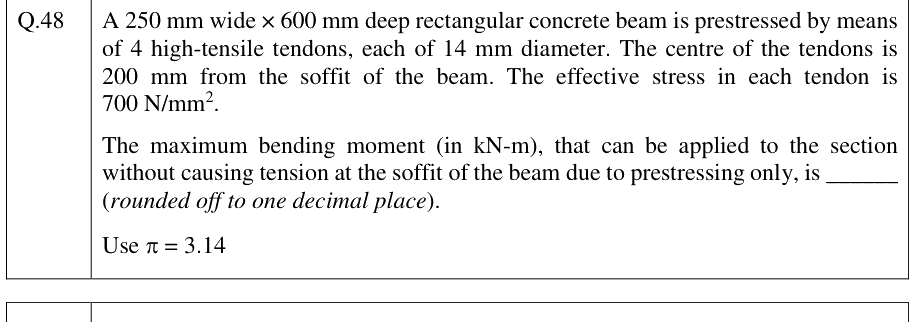 Q.48
A 250 mm wide × 600 mm deep rectangular concrete beam is prestressed by means
of 4 high-tensile tendons, each of 14 mm diameter. The centre of the tendons is
200 mm from the soffit of the beam. The effective stress in each tendon is
700 N/mm².
The maximum bending moment (in kN-m), that can be applied to the section
without causing tension at the soffit of the beam due to prestressing only, is ______
(rounded off to one decimal place).
Use π = 3.14